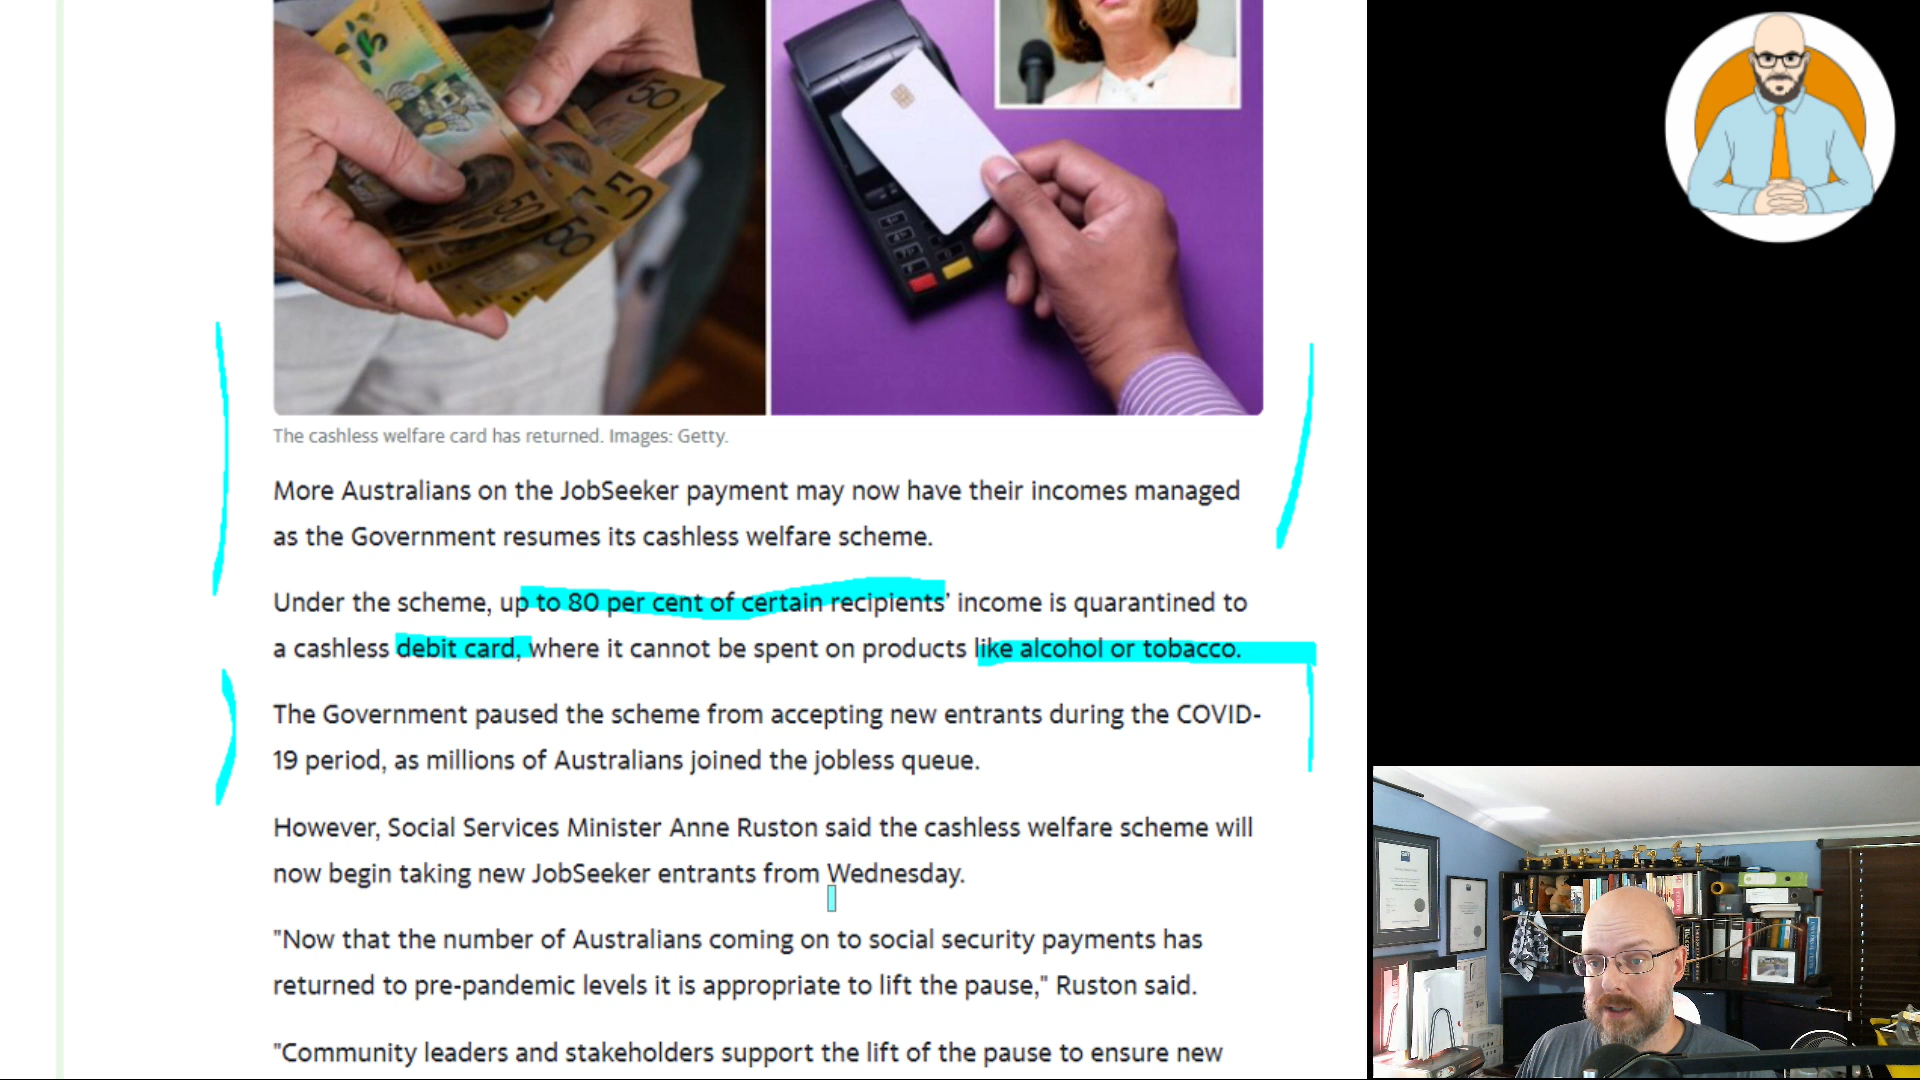 50
50
50
50
The cashless welfare card has returned. Images: Getty.
More Australians on the JobSeeker payment may now have their incomes managed
as the Government resumes its cashless welfare scheme.
Under the scheme, up to 80 per cent of certain recipients' income is quarantined to
a cashless debit card, where it cannot be spent on products like alcohol or tobacco.
The Government paused the scheme from accepting new entrants during the COVID-
19 period, as millions of Australians joined the jobless queue.
However, Social Services Minister Anne Ruston said the cashless welfare scheme will
now begin taking new JobSeeker entrants from Wednesday.
"Now that the number of Australians coming on to social security payments has
returned to pre-pandemic levels it is appropriate to lift the pause," Ruston said.
"Community leaders and stakeholders support the lift of the pause to ensure new